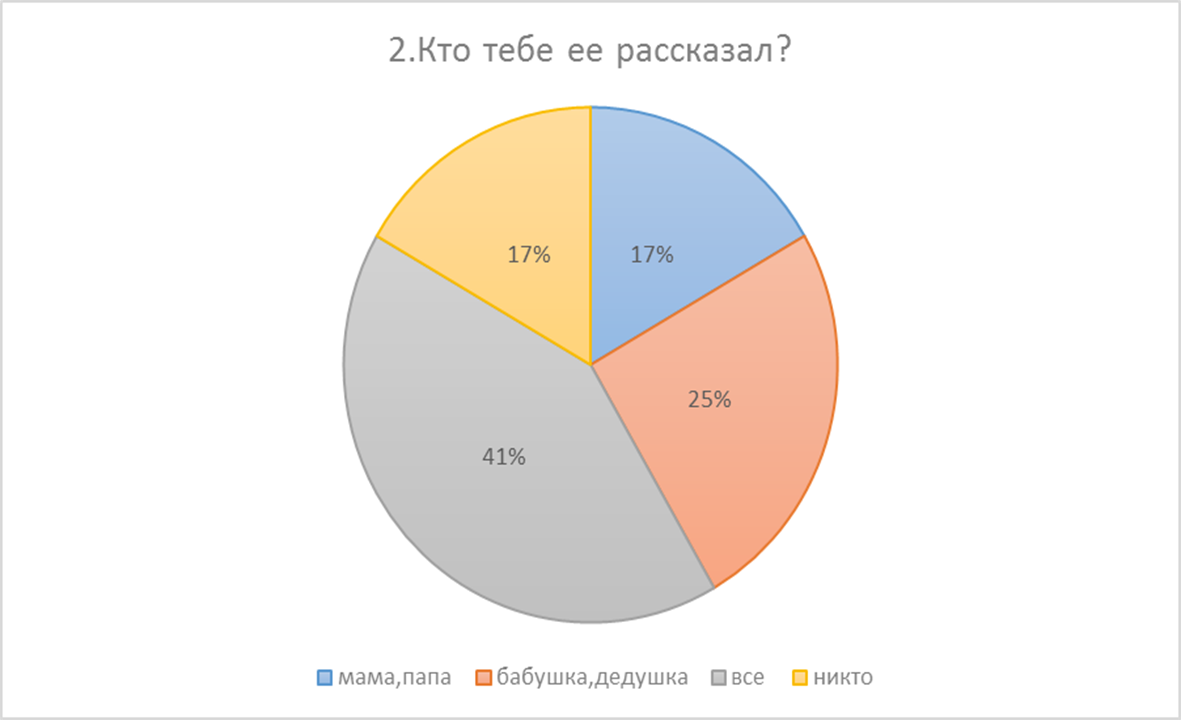 2.Кто тебе ее рассказал?
17% 17%
25%
41%
мама,папа бабушка,дедушка все никто